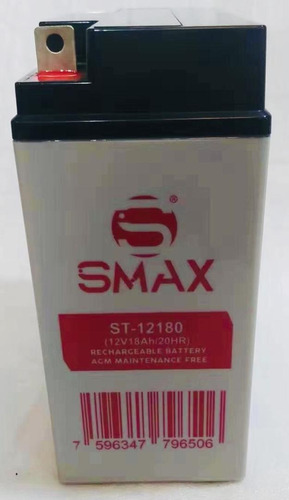 ®
SMAX
ST-12180
(12V18Ah/20HR)
RECHARGEABLE BATTERY
AGM MAINTENANCE FREE
7 596347 796506